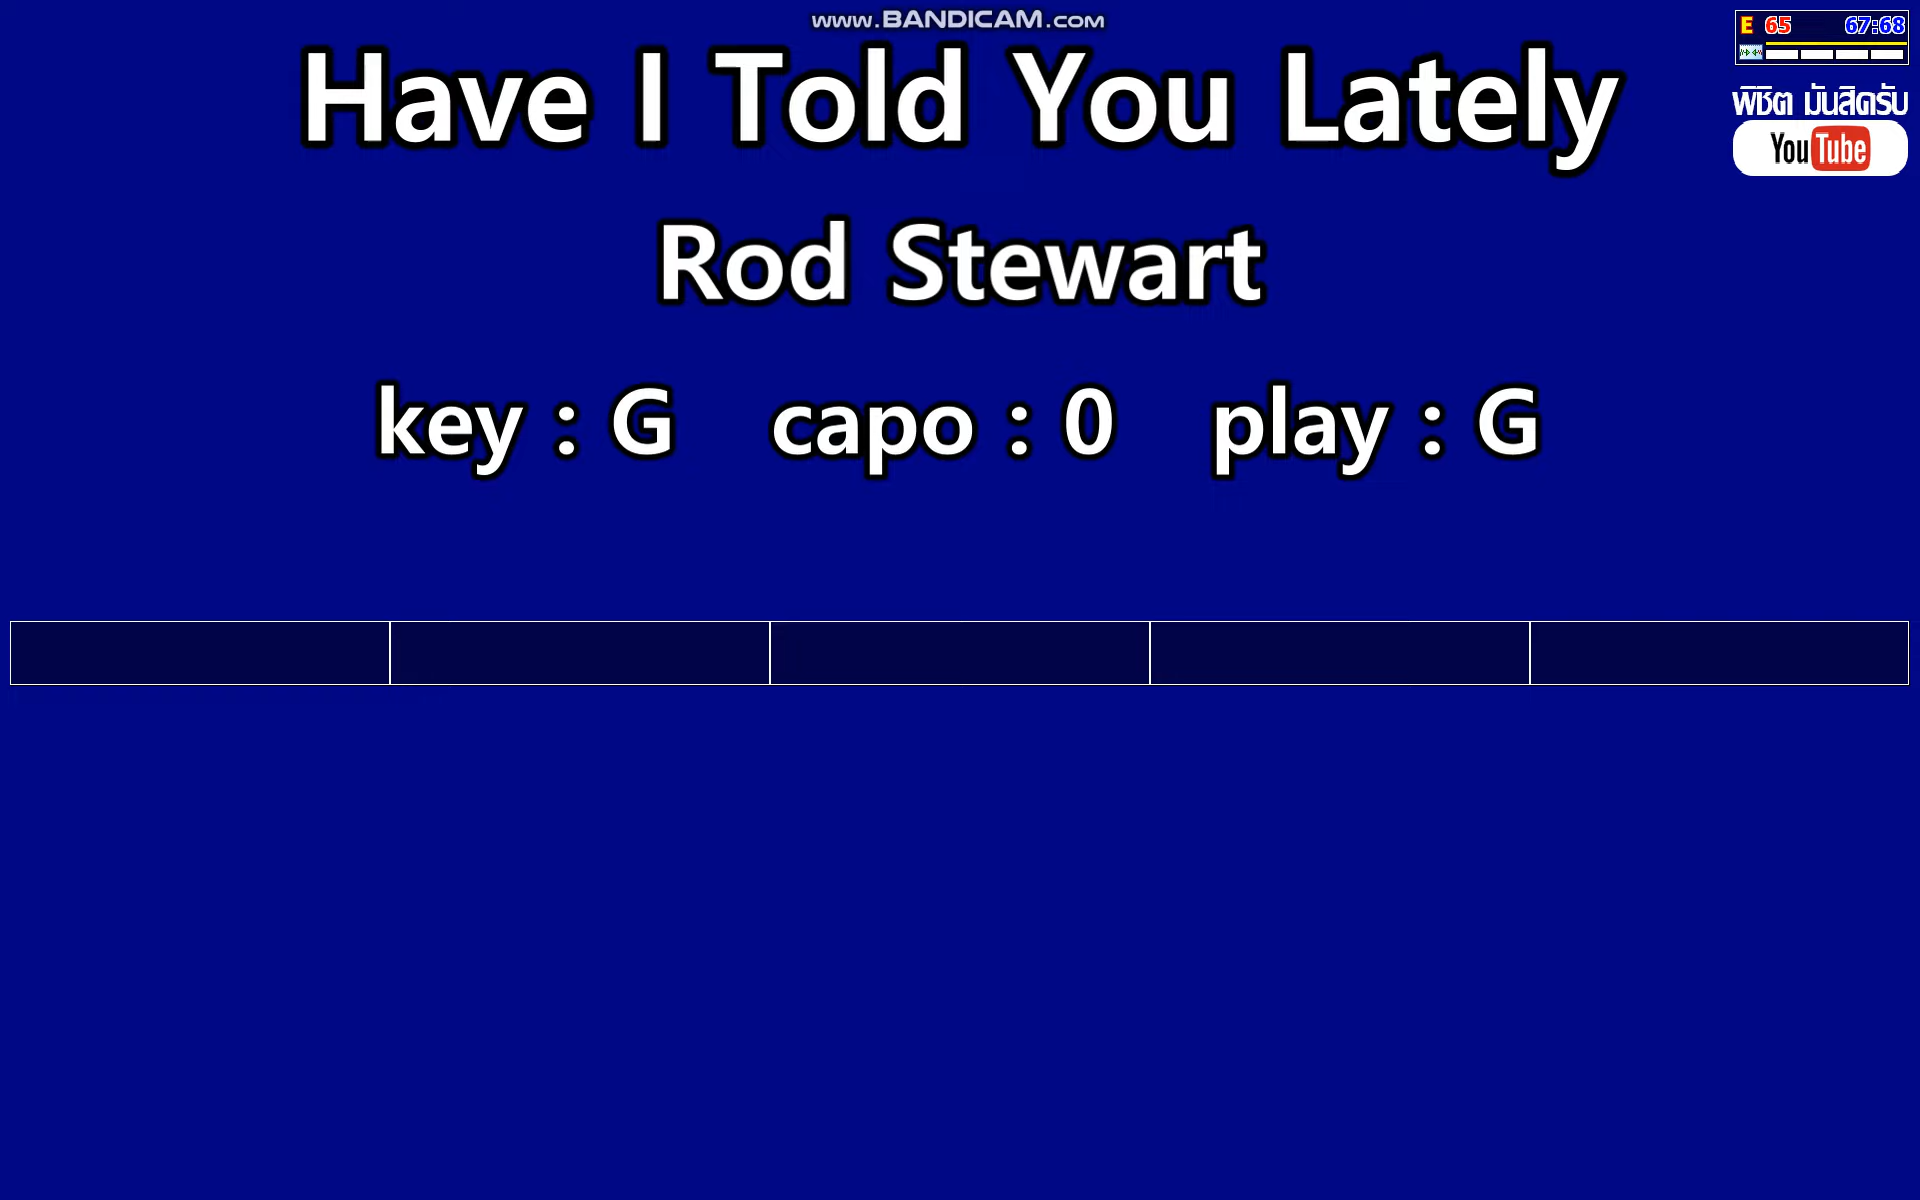 www.BANDICAM.com
E 65 67:68
Have I Told You Lately
พิชิต มันสิครับ
YouTube
Rod Stewart
key : G capo : 0 play : G